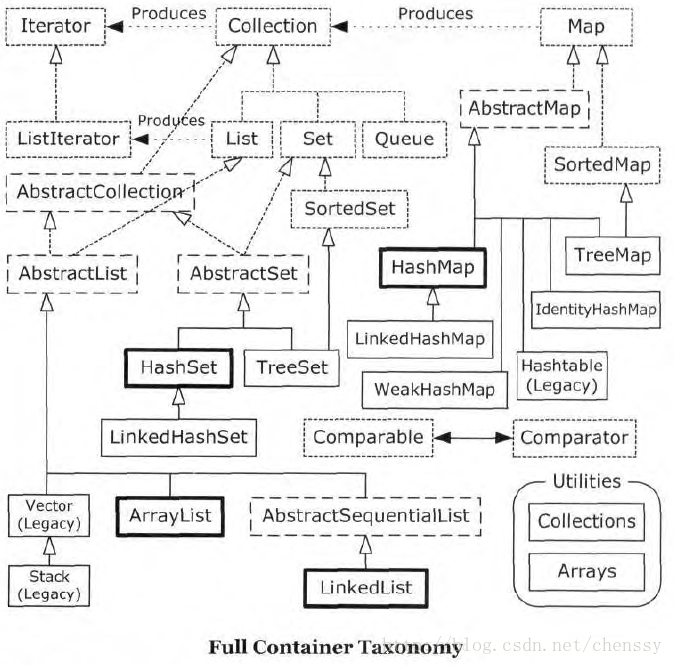 Iterator
Produces
Collection
Produces
Map
AbstractMap
ListIterator
Produces
List
Set
Queue
SortedMap
AbstractCollection
SortedSet
AbstractList
AbstractSet
HashMap
TreeMap
IdentityHashMap
LinkedHashMap
HashSet
TreeSet
WeakHashMap
Hashtable
(Legacy)
LinkedHashSet
Comparable
Comparator
Utilities
Vector
(Legacy)
ArrayList
AbstractSequentialList
Collections
Stack
(Legacy)
LinkedList
Arrays
Full Container Taxonomy
http://blog.csdn.net/chenssy